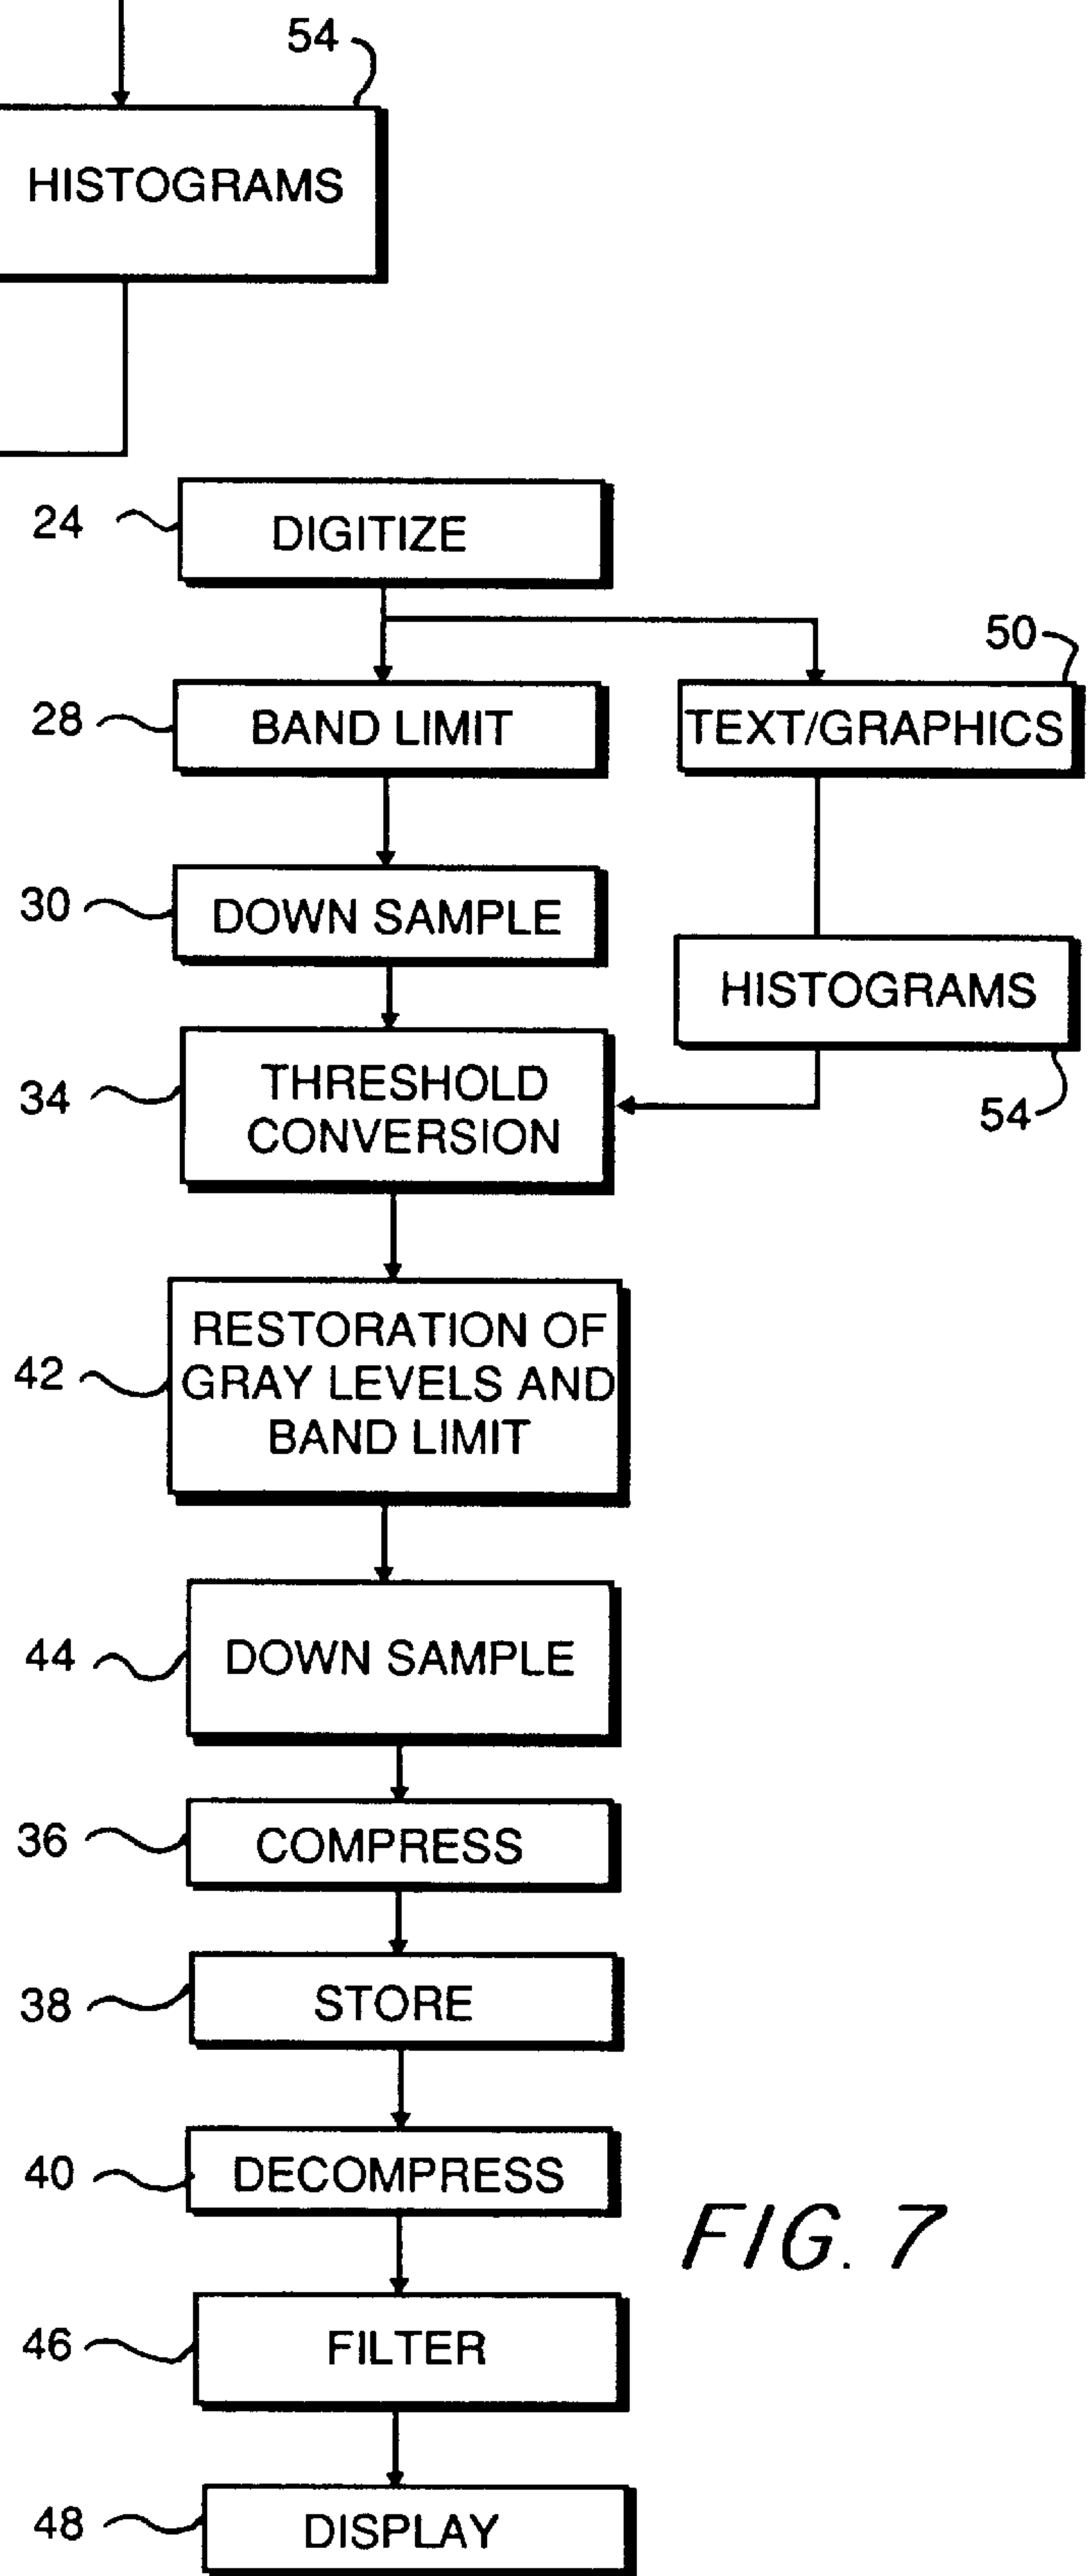 54
HISTOGRAMS
24
DIGITIZE
50
28
BAND LIMIT
TEXT/GRAPHICS
30
DOWN SAMPLE
HISTOGRAMS
54
34
THRESHOLD
CONVERSION
42
RESTORATION OF
GRAY LEVELS AND
BAND LIMIT
44
DOWN SAMPLE
36
COMPRESS
38
STORE
40
DECOMPRESS
FIG. 7
46
FILTER
48
DISPLAY